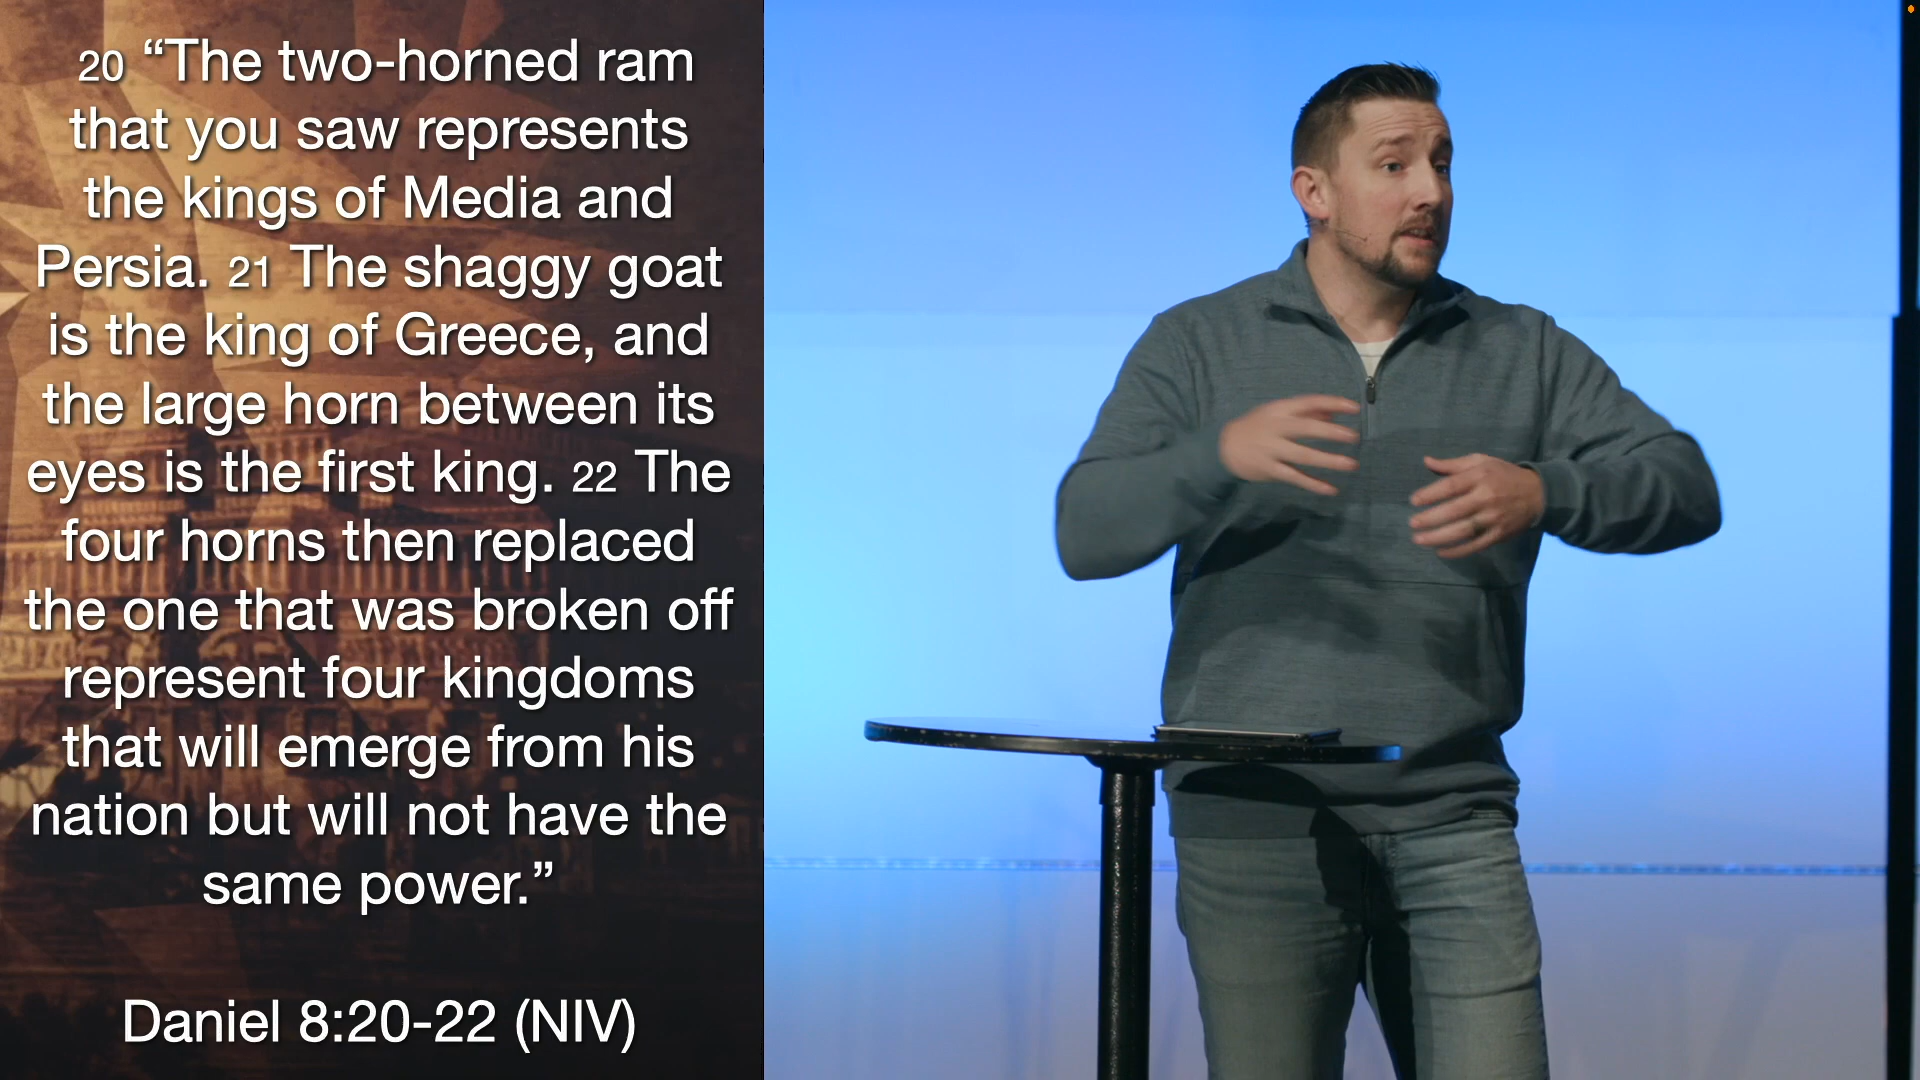 20 “The two-horned ram
that you saw represents
the kings of Media and
Persia. 21 The shaggy goat
is the king of Greece, and
the large horn between its
eyes is the first king. 22 The
four horns then replaced
the one that was broken off
represent four kingdoms
that will emerge from his
nation but will not have the
same power.”
Daniel 8:20-22 (NIV)